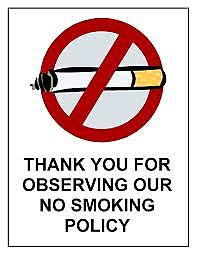 THANK YOU FOR
OBSERVING OUR
NO SMOKING
POLICY